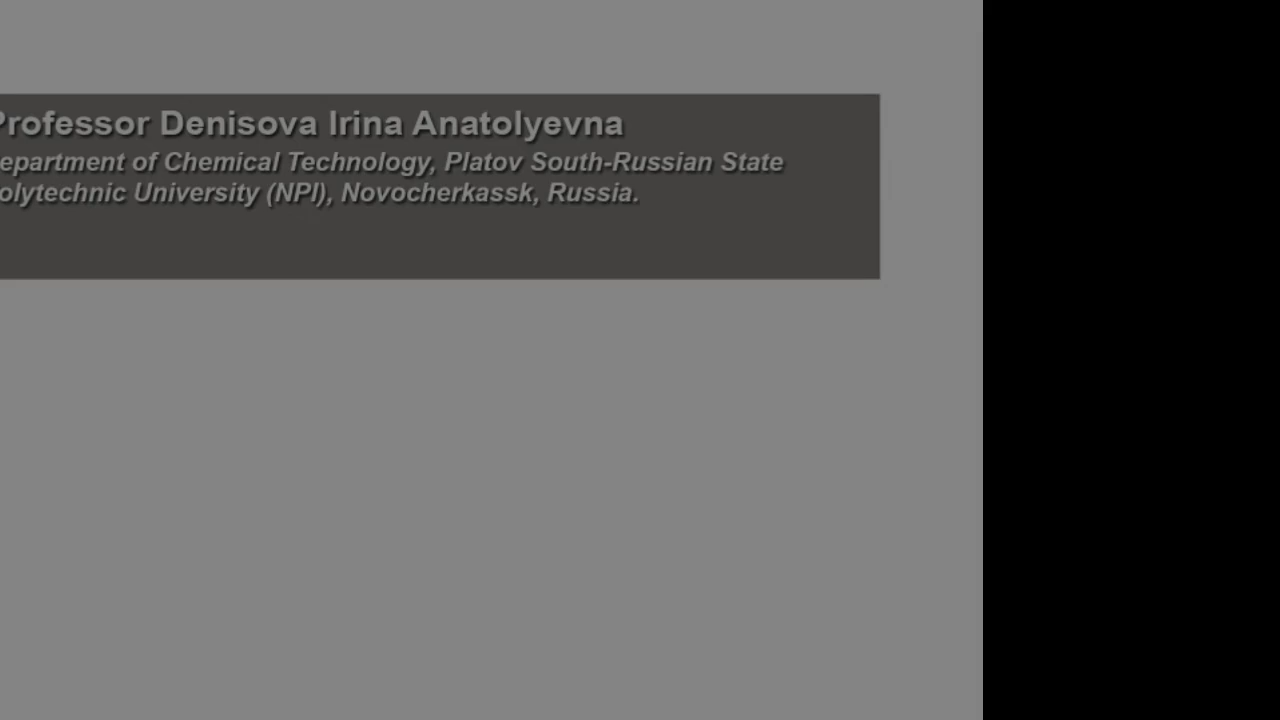 Professor Denisova Irina Anatolyevna
epartment of Chemical Technology, Platov South-Russian State
olytechnic University (NPI), Novocherkassk, Russia.